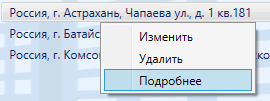 Россия, г. Астрахань, Чапаева ул., д. 1 кв.181
Россия, г. Батайс
Россия, г. Комсо
Изменить
Удалить
Подробнее